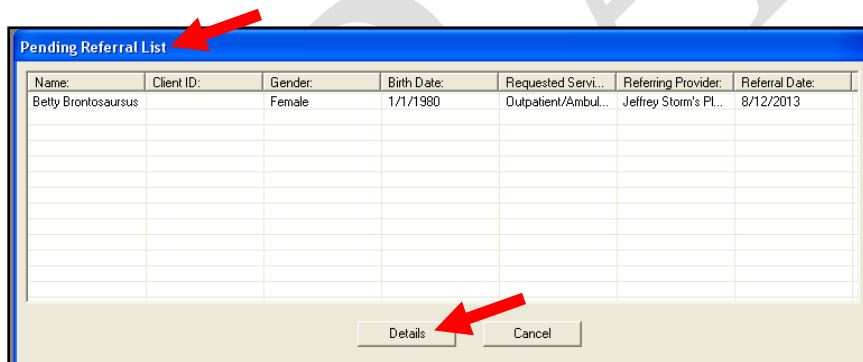 Pending Referral List
Name: Client ID: Gender: Birth Date: Requested Servi... Referring Provider: Referral Date:
Betty Brontosaursus Female 1/1/1980 Outpatient/Ambul... Jeffrey Storm's Pl... 8/12/2013
Details Cancel